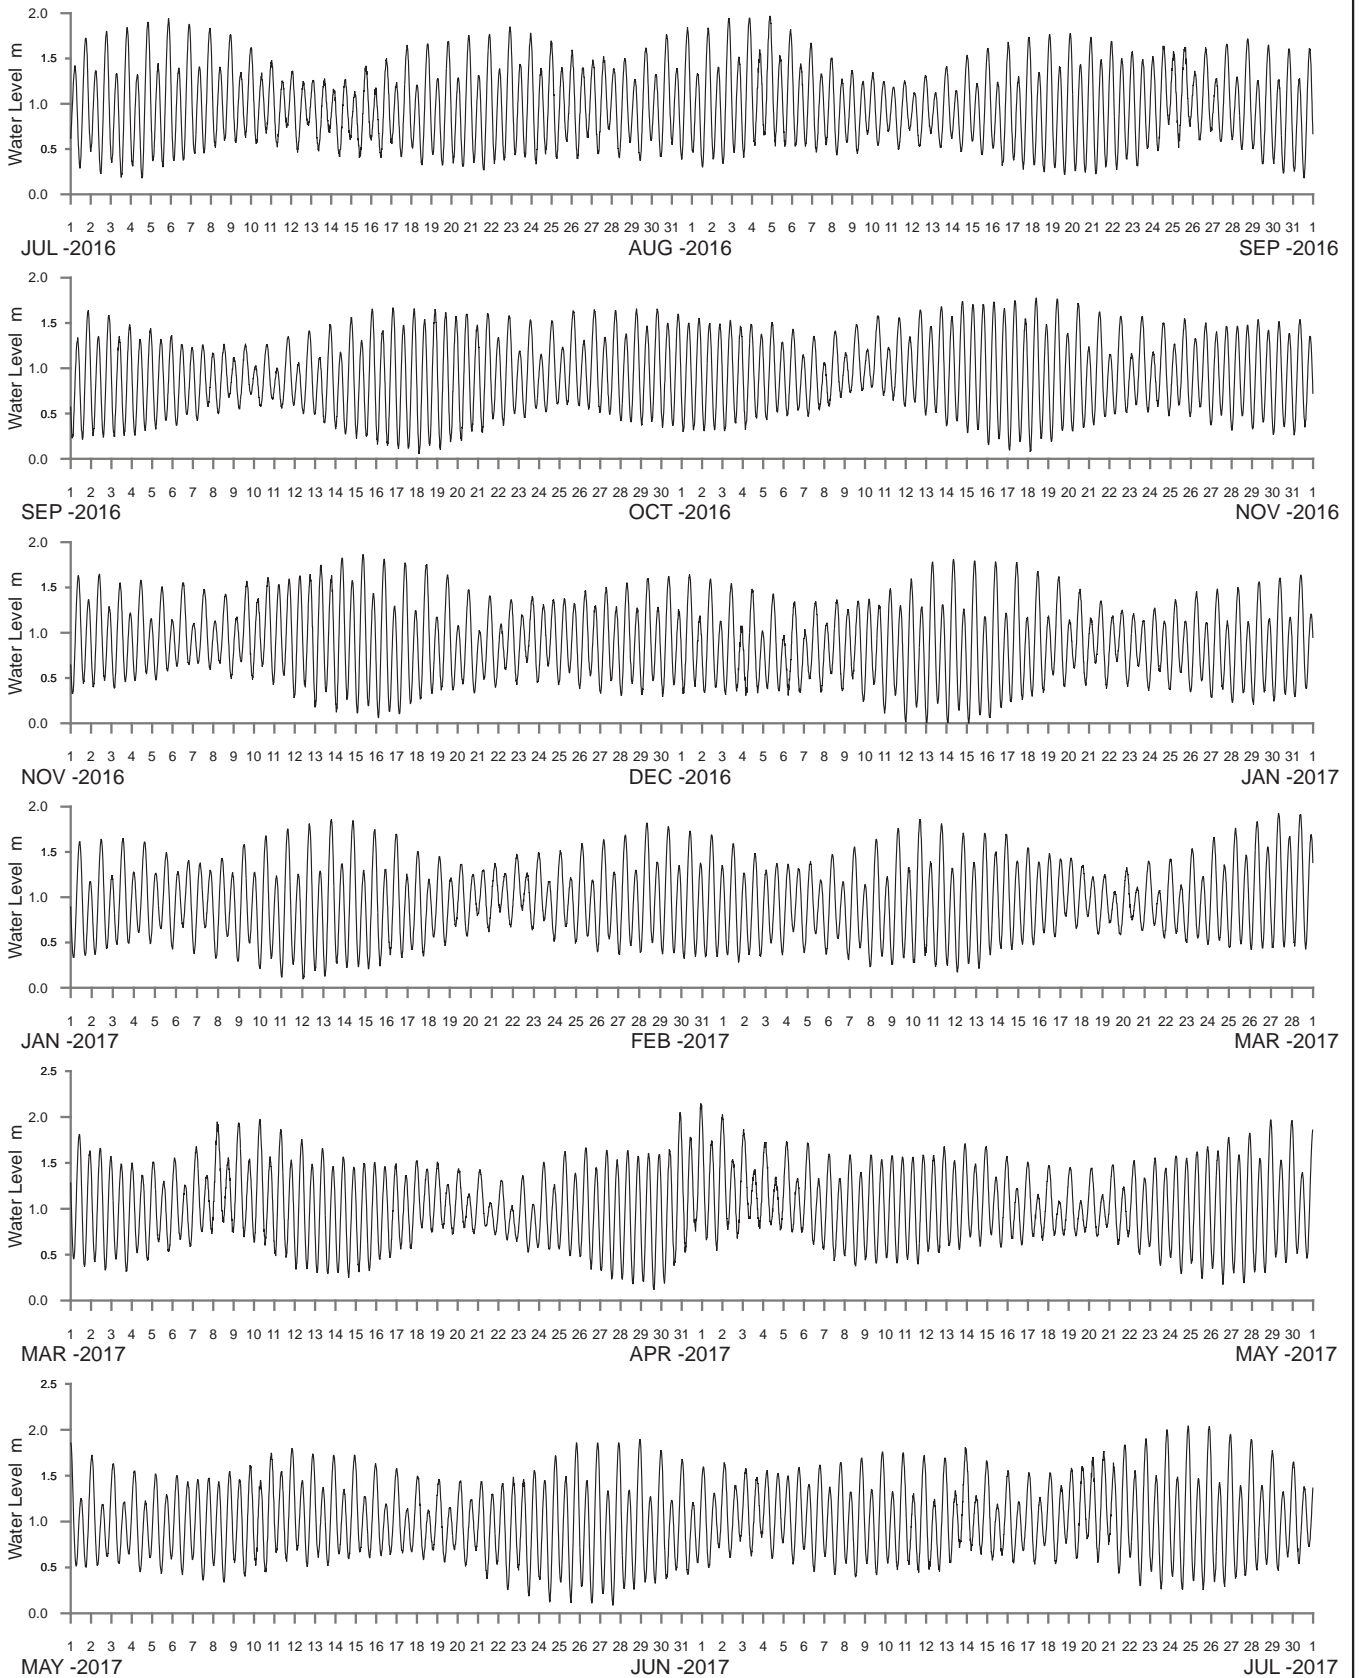 2.0
1.5
1.0
0.5
0.0
Water Level m
1 2 3 4 5 6 7 8 9 10 11 12 13 14 15 16 17 18 19 20 21 22 23 24 25 26 27 28 29 30 31 1 2 3 4 5 6 7 8 9 10 11 12 13 14 15 16 17 18 19 20 21 22 23 24 25 26 27 28 29 30 31 1
JUL -2016 AUG -2016 SEP -2016
2.0
1.5
1.0
0.5
0.0
Water Level m
1 2 3 4 5 6 7 8 9 10 11 12 13 14 15 16 17 18 19 20 21 22 23 24 25 26 27 28 29 30 1 2 3 4 5 6 7 8 9 10 11 12 13 14 15 16 17 18 19 20 21 22 23 24 25 26 27 28 29 30 31 1
SEP -2016 OCT -2016 NOV -2016
2.0
1.5
1.0
0.5
0.0
Water Level m
1 2 3 4 5 6 7 8 9 10 11 12 13 14 15 16 17 18 19 20 21 22 23 24 25 26 27 28 29 30 1 2 3 4 5 6 7 8 9 10 11 12 13 14 15 16 17 18 19 20 21 22 23 24 25 26 27 28 29 30 31 1
NOV -2016 DEC -2016 JAN -2017
2.0
1.5
1.0
0.5
0.0
Water Level m
1 2 3 4 5 6 7 8 9 10 11 12 13 14 15 16 17 18 19 20 21 22 23 24 25 26 27 28 29 30 31 1 2 3 4 5 6 7 8 9 10 11 12 13 14 15 16 17 18 19 20 21 22 23 24 25 26 27 28 1
JAN -2017 FEB -2017 MAR -2017
2.5
2.0
1.5
1.0
0.5
0.0
Water Level m
1 2 3 4 5 6 7 8 9 10 11 12 13 14 15 16 17 18 19 20 21 22 23 24 25 26 27 28 29 30 31 1 2 3 4 5 6 7 8 9 10 11 12 13 14 15 16 17 18 19 20 21 22 23 24 25 26 27 28 29 30 1
MAR -2017 APR -2017 MAY -2017
2.5
2.0
1.5
1.0
0.5
0.0
Water Level m
1 2 3 4 5 6 7 8 9 10 11 12 13 14 15 16 17 18 19 20 21 22 23 24 25 26 27 28 29 30 31 1 2 3 4 5 6 7 8 9 10 11 12 13 14 15 16 17 18 19 20 21 22 23 24 25 26 27 28 29 30 1
MAY -2017 JUN -2017 JUL -2017